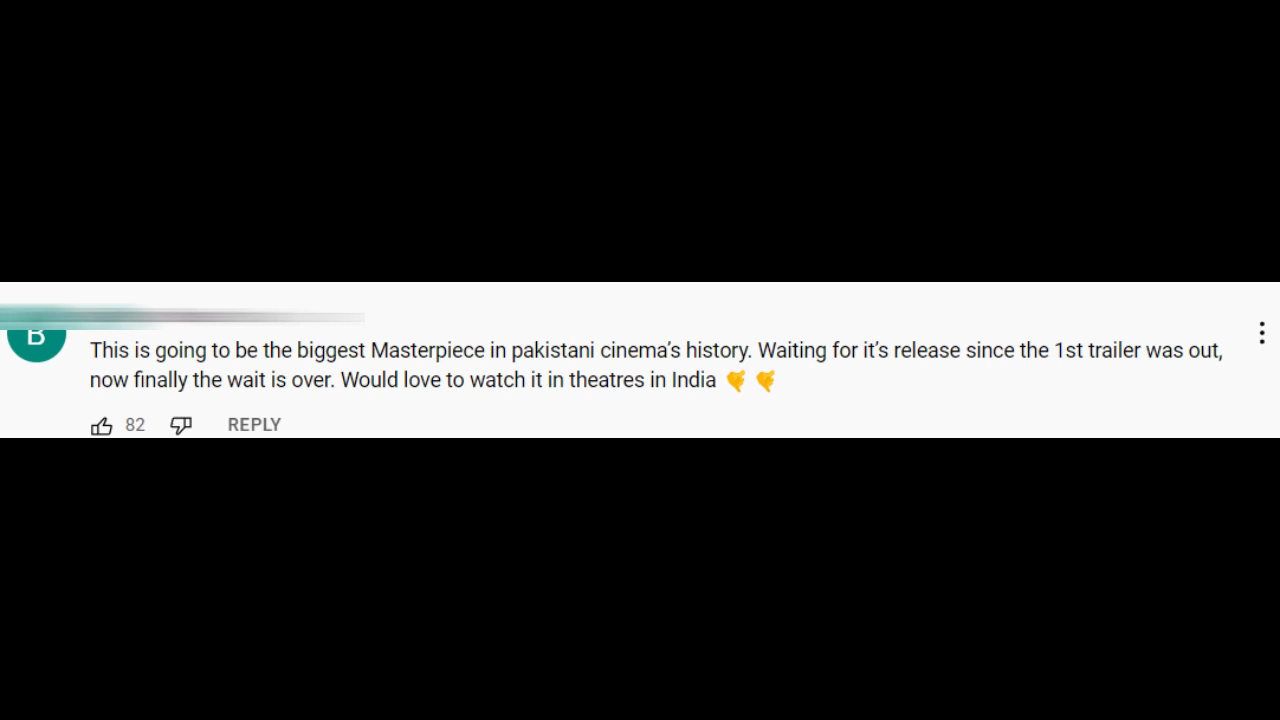 B
This is going to be the biggest Masterpiece in pakistani cinema’s history. Waiting for it’s release since the 1st trailer was out,
now finally the wait is over. Would love to watch it in theatres in India 🤏 🤏
82 REPLY